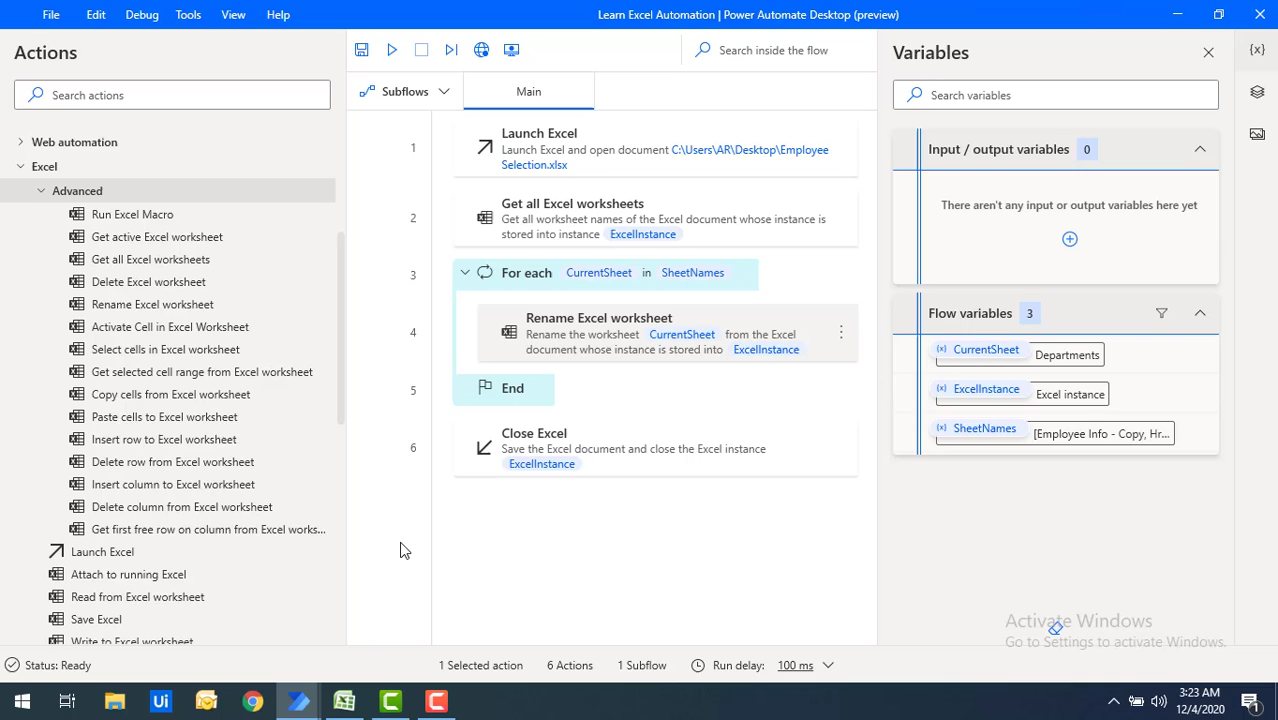 File Edit Debug Tools View Help
Learn Excel Automation | Power Automate Desktop (preview)
Actions
Search actions
Web automation
Excel
Advanced
Run Excel Macro
Get active Excel worksheet
Get all Excel worksheets
Delete Excel worksheet
Rename Excel worksheet
Activate Cell in Excel Worksheet
Select cells in Excel worksheet
Get selected cell range from Excel worksheet
Copy cells from Excel worksheet
Paste cells to Excel worksheet
Insert row to Excel worksheet
Delete row from Excel worksheet
Insert column to Excel worksheet
Delete column from Excel worksheet
Get first free row on column from Excel works...
Launch Excel
Attach to running Excel
Read from Excel worksheet
Save Excel
Write to Excel worksheet
Search inside the flow
Subflows
Main
1
Launch Excel
Launch Excel and open document C:\Users\AR\Desktop\Employee
Selection.xlsx
2
Get all Excel worksheets
Get all worksheet names of the Excel document whose instance is
stored into instance ExcelInstance
3
For each CurrentSheet in SheetNames
4
Rename Excel worksheet
Rename the worksheet CurrentSheet from the Excel
document whose instance is stored into ExcelInstance
5
End
6
Close Excel
Save the Excel document and close the Excel instance
ExcelInstance
Variables
{x}
Search variables
Input / output variables 0
There aren't any input or output variables here yet
Flow variables 3
(x) CurrentSheet Departments
(x) ExcelInstance Excel instance
(x) SheetNames [Employee Info - Copy, Hr...
Activate Windows
Go to Settings to activate Windows.
Status: Ready
1 Selected action
6 Actions
1 Subflow
Run delay: 100 ms
Ui
3:23 AM
12/4/2020
1